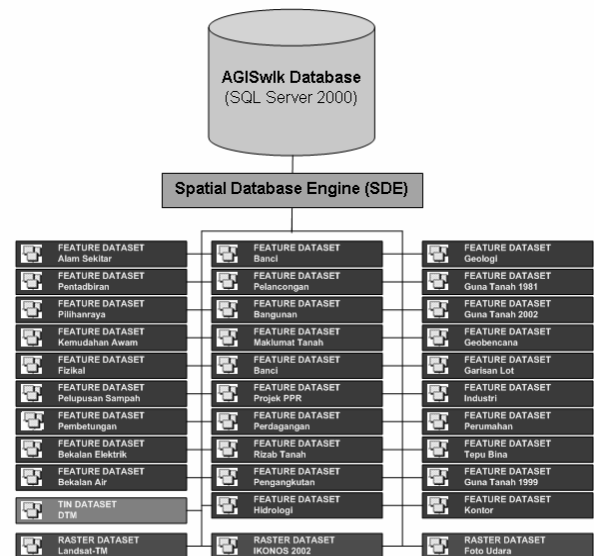 AGISwlk Database
(SQL Server 2000)
Spatial Database Engine (SDE)
FEATURE DATASET
Alam Sekitar
FEATURE DATASET
Pentadbiran
FEATURE DATASET
Pilihanraya
FEATURE DATASET
Kemudahan Awam
FEATURE DATASET
Fizikal
FEATURE DATASET
Pelupusan Sampah
FEATURE DATASET
Pembetungan
FEATURE DATASET
Bekalan Elektrik
FEATURE DATASET
Bekalan Air
TIN DATASET
DTM
RASTER DATASET
Landsat-TM
FEATURE DATASET
Banci
FEATURE DATASET
Pelancongan
FEATURE DATASET
Bangunan
FEATURE DATASET
Maklumat Tanah
FEATURE DATASET
Banci
FEATURE DATASET
Projek PPR
FEATURE DATASET
Perdagangan
FEATURE DATASET
Rizab Tanah
FEATURE DATASET
Pengangkutan
FEATURE DATASET
Hidrologi
RASTER DATASET
IKONOS 2002
FEATURE DATASET
Geologi
FEATURE DATASET
Guna Tanah 1981
FEATURE DATASET
Guna Tanah 2002
FEATURE DATASET
Geobencana
FEATURE DATASET
Garisan Lot
FEATURE DATASET
Industri
FEATURE DATASET
Perumahan
FEATURE DATASET
Tepu Bina
FEATURE DATASET
Guna Tanah 1999
FEATURE DATASET
Kontor
RASTER DATASET
Foto Udara